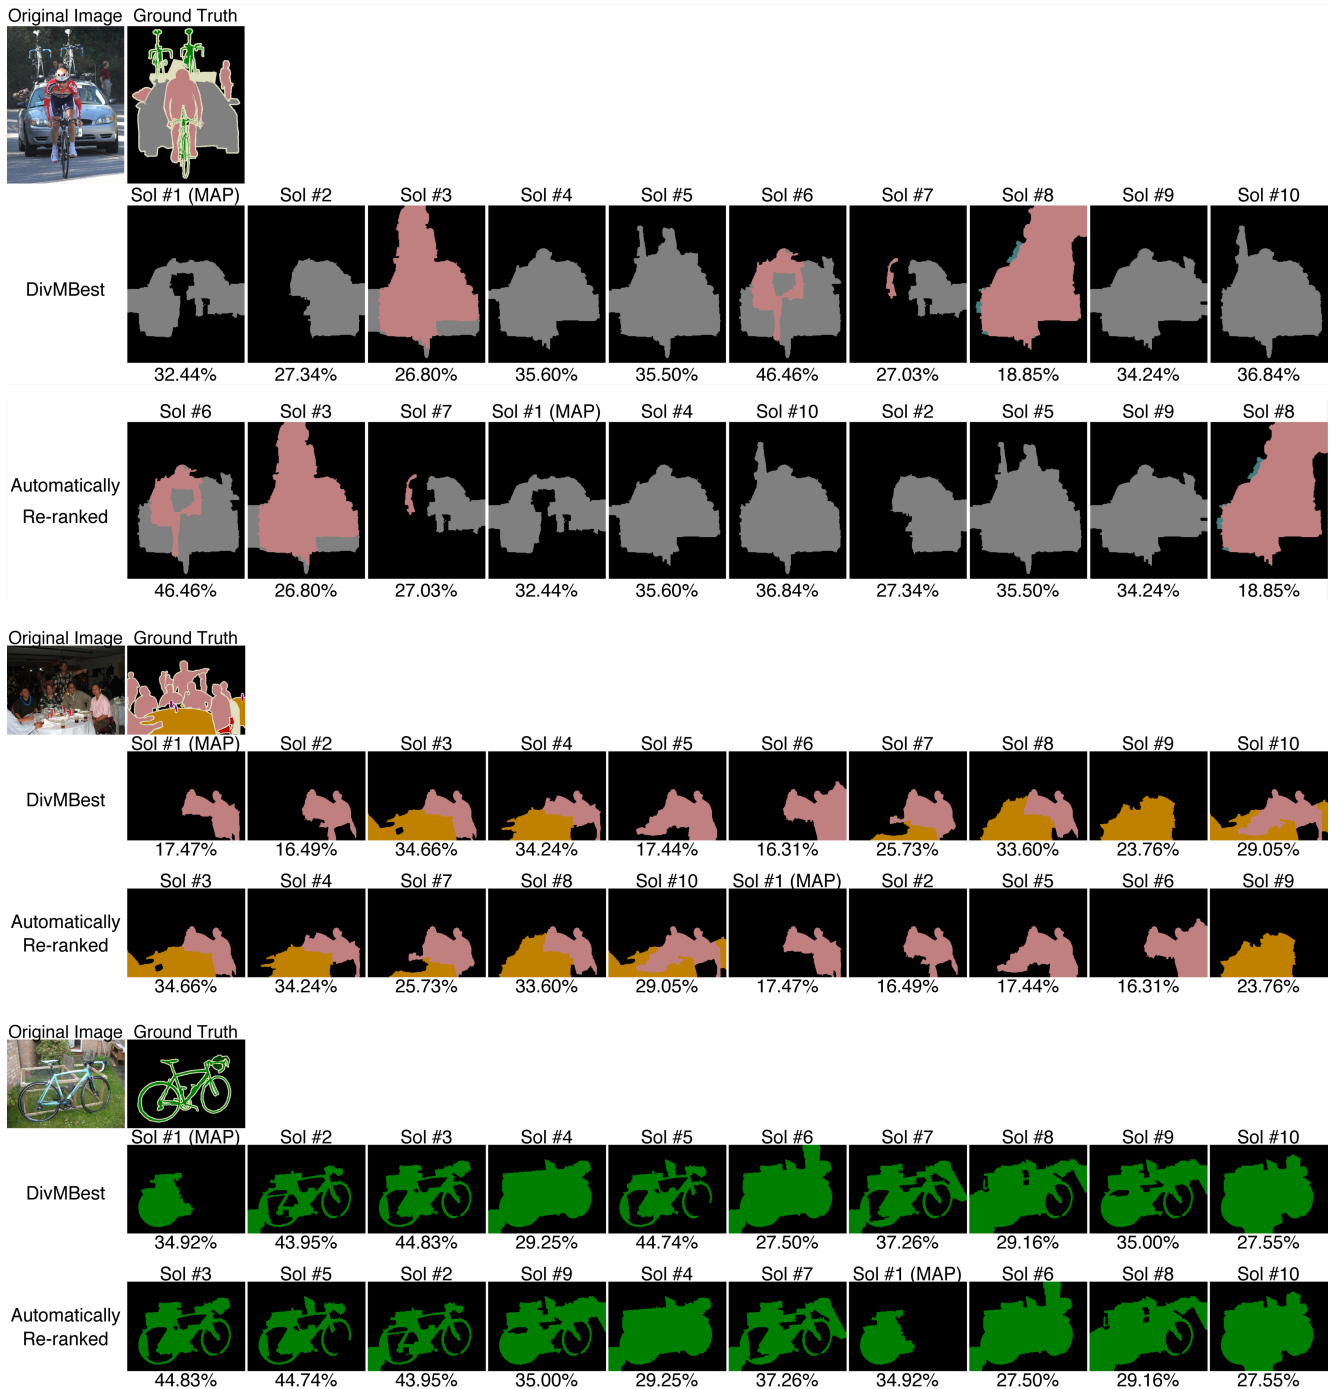 Original Image Ground Truth
Sol #1 (MAP) Sol #2 Sol #3 Sol #4 Sol #5 Sol #6 Sol #7 Sol #8 Sol #9 Sol #10
DivMBest
32.44% 27.34% 26.80% 35.60% 35.50% 46.46% 27.03% 18.85% 34.24% 36.84%
Sol #6 Sol #3 Sol #7 Sol #1 (MAP) Sol #4 Sol #10 Sol #2 Sol #5 Sol #9 Sol #8
Automatically
Re-ranked
46.46% 26.80% 27.03% 32.44% 35.60% 36.84% 27.34% 35.50% 34.24% 18.85%
Original Image Ground Truth
Sol #1 (MAP) Sol #2 Sol #3 Sol #4 Sol #5 Sol #6 Sol #7 Sol #8 Sol #9 Sol #10
DivMBest
17.47% 16.49% 34.66% 34.24% 17.44% 16.31% 25.73% 33.60% 23.76% 29.05%
Sol #3 Sol #4 Sol #7 Sol #8 Sol #10 Sol #1 (MAP) Sol #2 Sol #5 Sol #6 Sol #9
Automatically
Re-ranked
34.66% 34.24% 25.73% 33.60% 29.05% 17.47% 16.49% 17.44% 16.31% 23.76%
Original Image Ground Truth
Sol #1 (MAP) Sol #2 Sol #3 Sol #4 Sol #5 Sol #6 Sol #7 Sol #8 Sol #9 Sol #10
DivMBest
34.92% 43.95% 44.83% 29.25% 44.74% 27.50% 37.26% 29.16% 35.00% 27.55%
Sol #3 Sol #5 Sol #2 Sol #9 Sol #4 Sol #7 Sol #1 (MAP) Sol #6 Sol #8 Sol #10
Automatically
Re-ranked
44.83% 44.74% 43.95% 35.00% 29.25% 37.26% 34.92% 27.50% 29.16% 27.55%